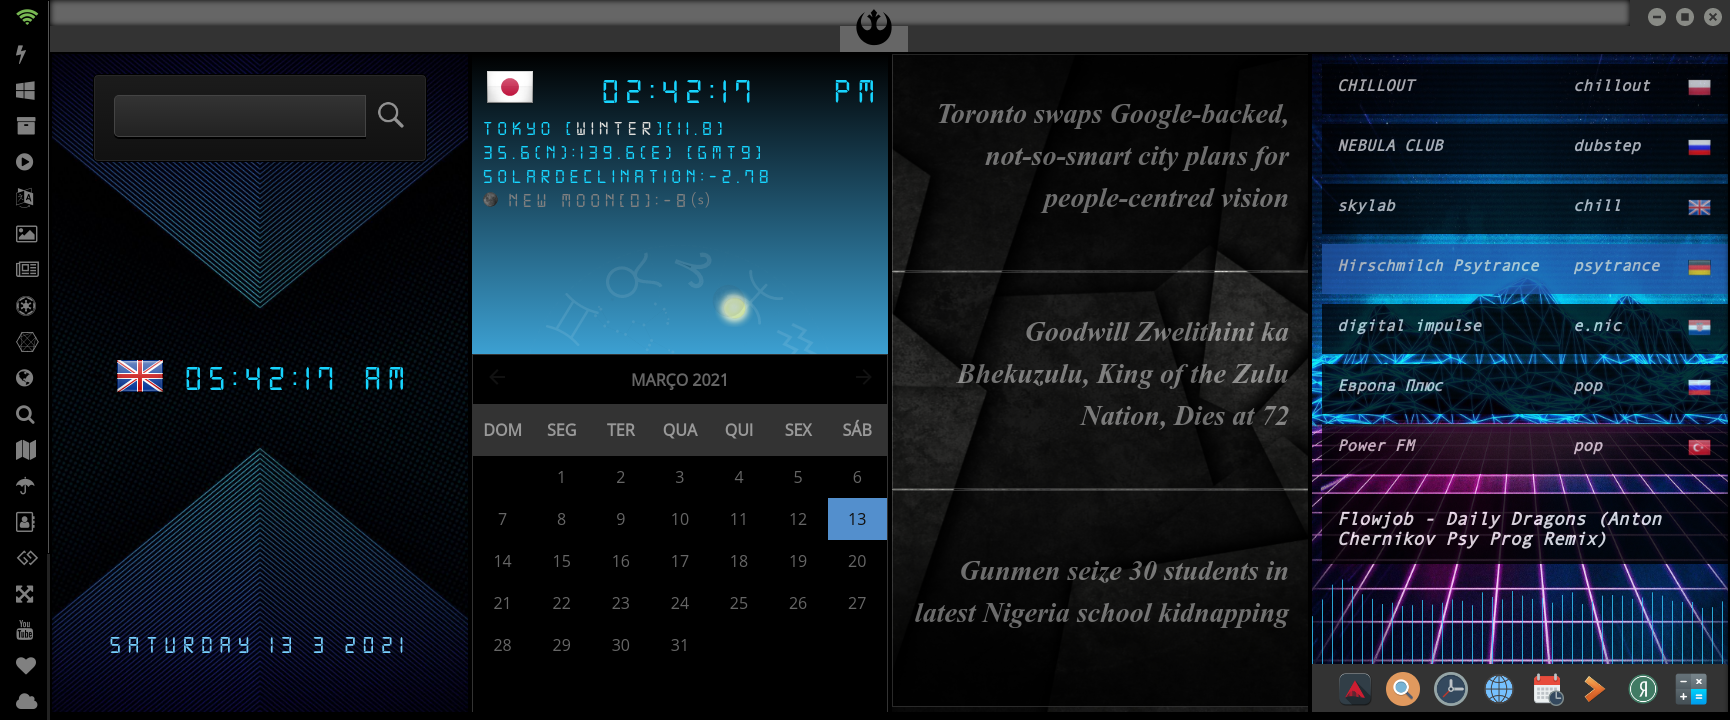 05:42:17 AM
SATURDAY 13 3 2021
02:42:17 PM
TOKYO [WINTER][11.8]
35.6(N):139.6(E) [GMT9]
SOLARDECLINATION:-2.78
NEW MOON[0]:-8(s)
MARÇO 2021
DOM SEG TER QUA QUI SEX SÁB
1 2 3 4 5 6
7 8 9 10 11 12 13
14 15 16 17 18 19 20
21 22 23 24 25 26 27
28 29 30 31
Toronto swaps Google-backed,
not-so-smart city plans for
people-centred vision
Goodwill Zwelithini ka
Bhekuzulu, King of the Zulu
Nation, Dies at 72
Gunmen seize 30 students in
latest Nigeria school kidnapping
CHILLOUT chillout
NEBULA CLUB dubstep
skylab chill
Hirschmilch Psytrance psytrance
digital impulse e.nic
Европа Плюс pop
Power FM pop
Flowjob - Daily Dragons (Anton
Chernikov Psy Prog Remix)
You
Tube
Я